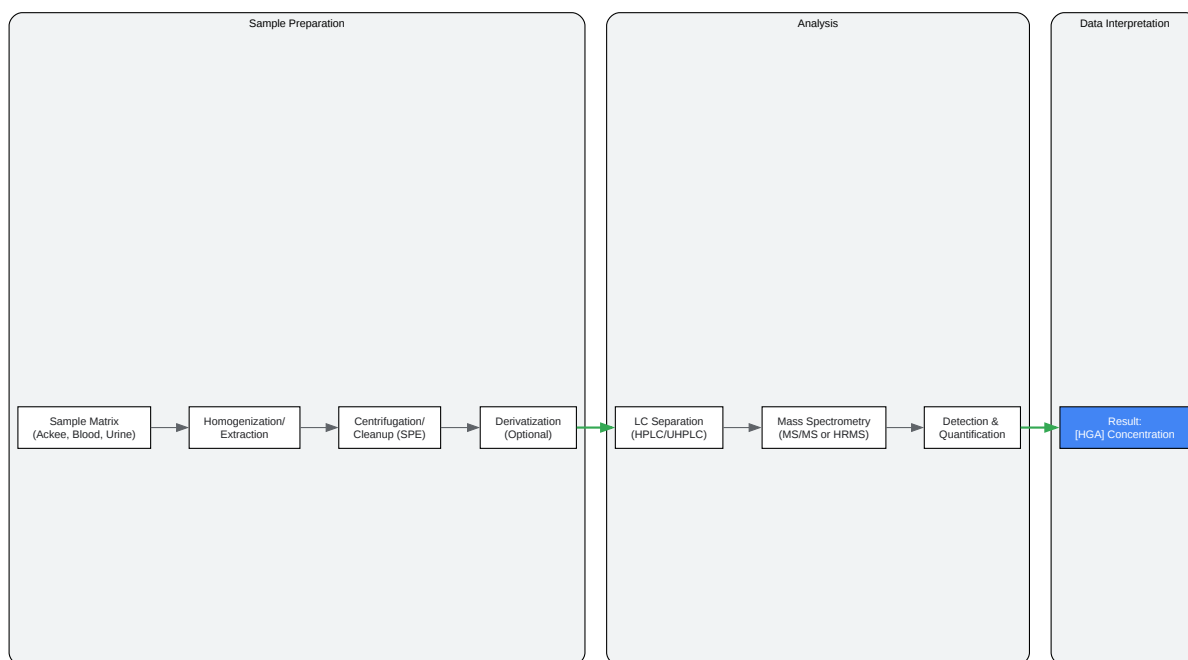 Sample Preparation
Analysis
Data Interpretation
Sample Matrix
(Ackee, Blood, Urine)
Homogenization/
Extraction
Centrifugation/
Cleanup (SPE)
Derivatization
(Optional)
LC Separation
(HPLC/UHPLC)
Mass Spectrometry
(MS/MS or HRMS)
Detection &
Quantification
Result:
[HGA] Concentration